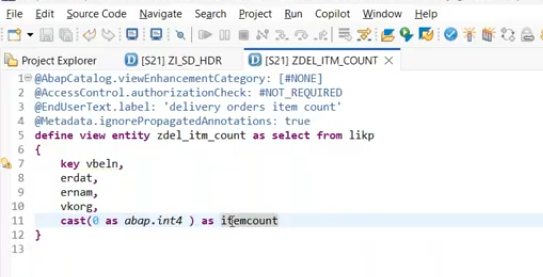 File Edit Source Code Navigate Search Project Run Copilot Window Help
Project Explorer [S21] ZI_SD_HDR [S21] ZDEL_ITM_COUNT
1 @AbapCatalog.viewEnhancementCategory: [#NONE]
2 @AccessControl.authorizationCheck: #NOT_REQUIRED
3 @EndUserText.label: 'delivery orders item count'
4 @Metadata.ignorePropagatedAnnotations: true
5 define view entity zdel_itm_count as select from likp
6 {
7 key vbeln,
8 erdat,
9 ernam,
10 vkorg,
11 cast(0 as abap.int4 ) as itemcount
12 }
13